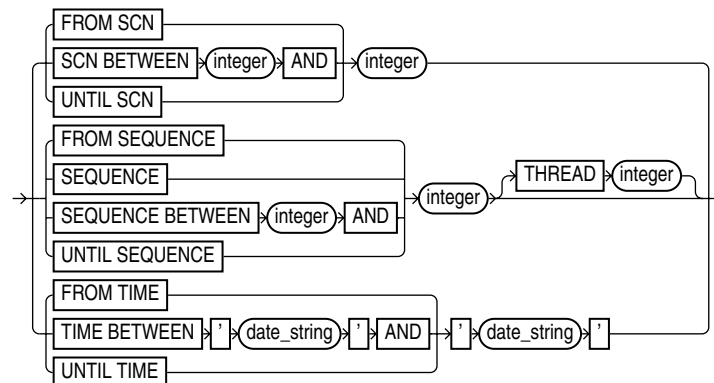 FROM SCN
SCN BETWEEN integer AND integer
UNTIL SCN
FROM SEQUENCE
SEQUENCE
SEQUENCE BETWEEN integer AND integer THREAD integer
UNTIL SEQUENCE
FROM TIME
TIME BETWEEN ’ date_string ’ AND ’ date_string ’
UNTIL TIME